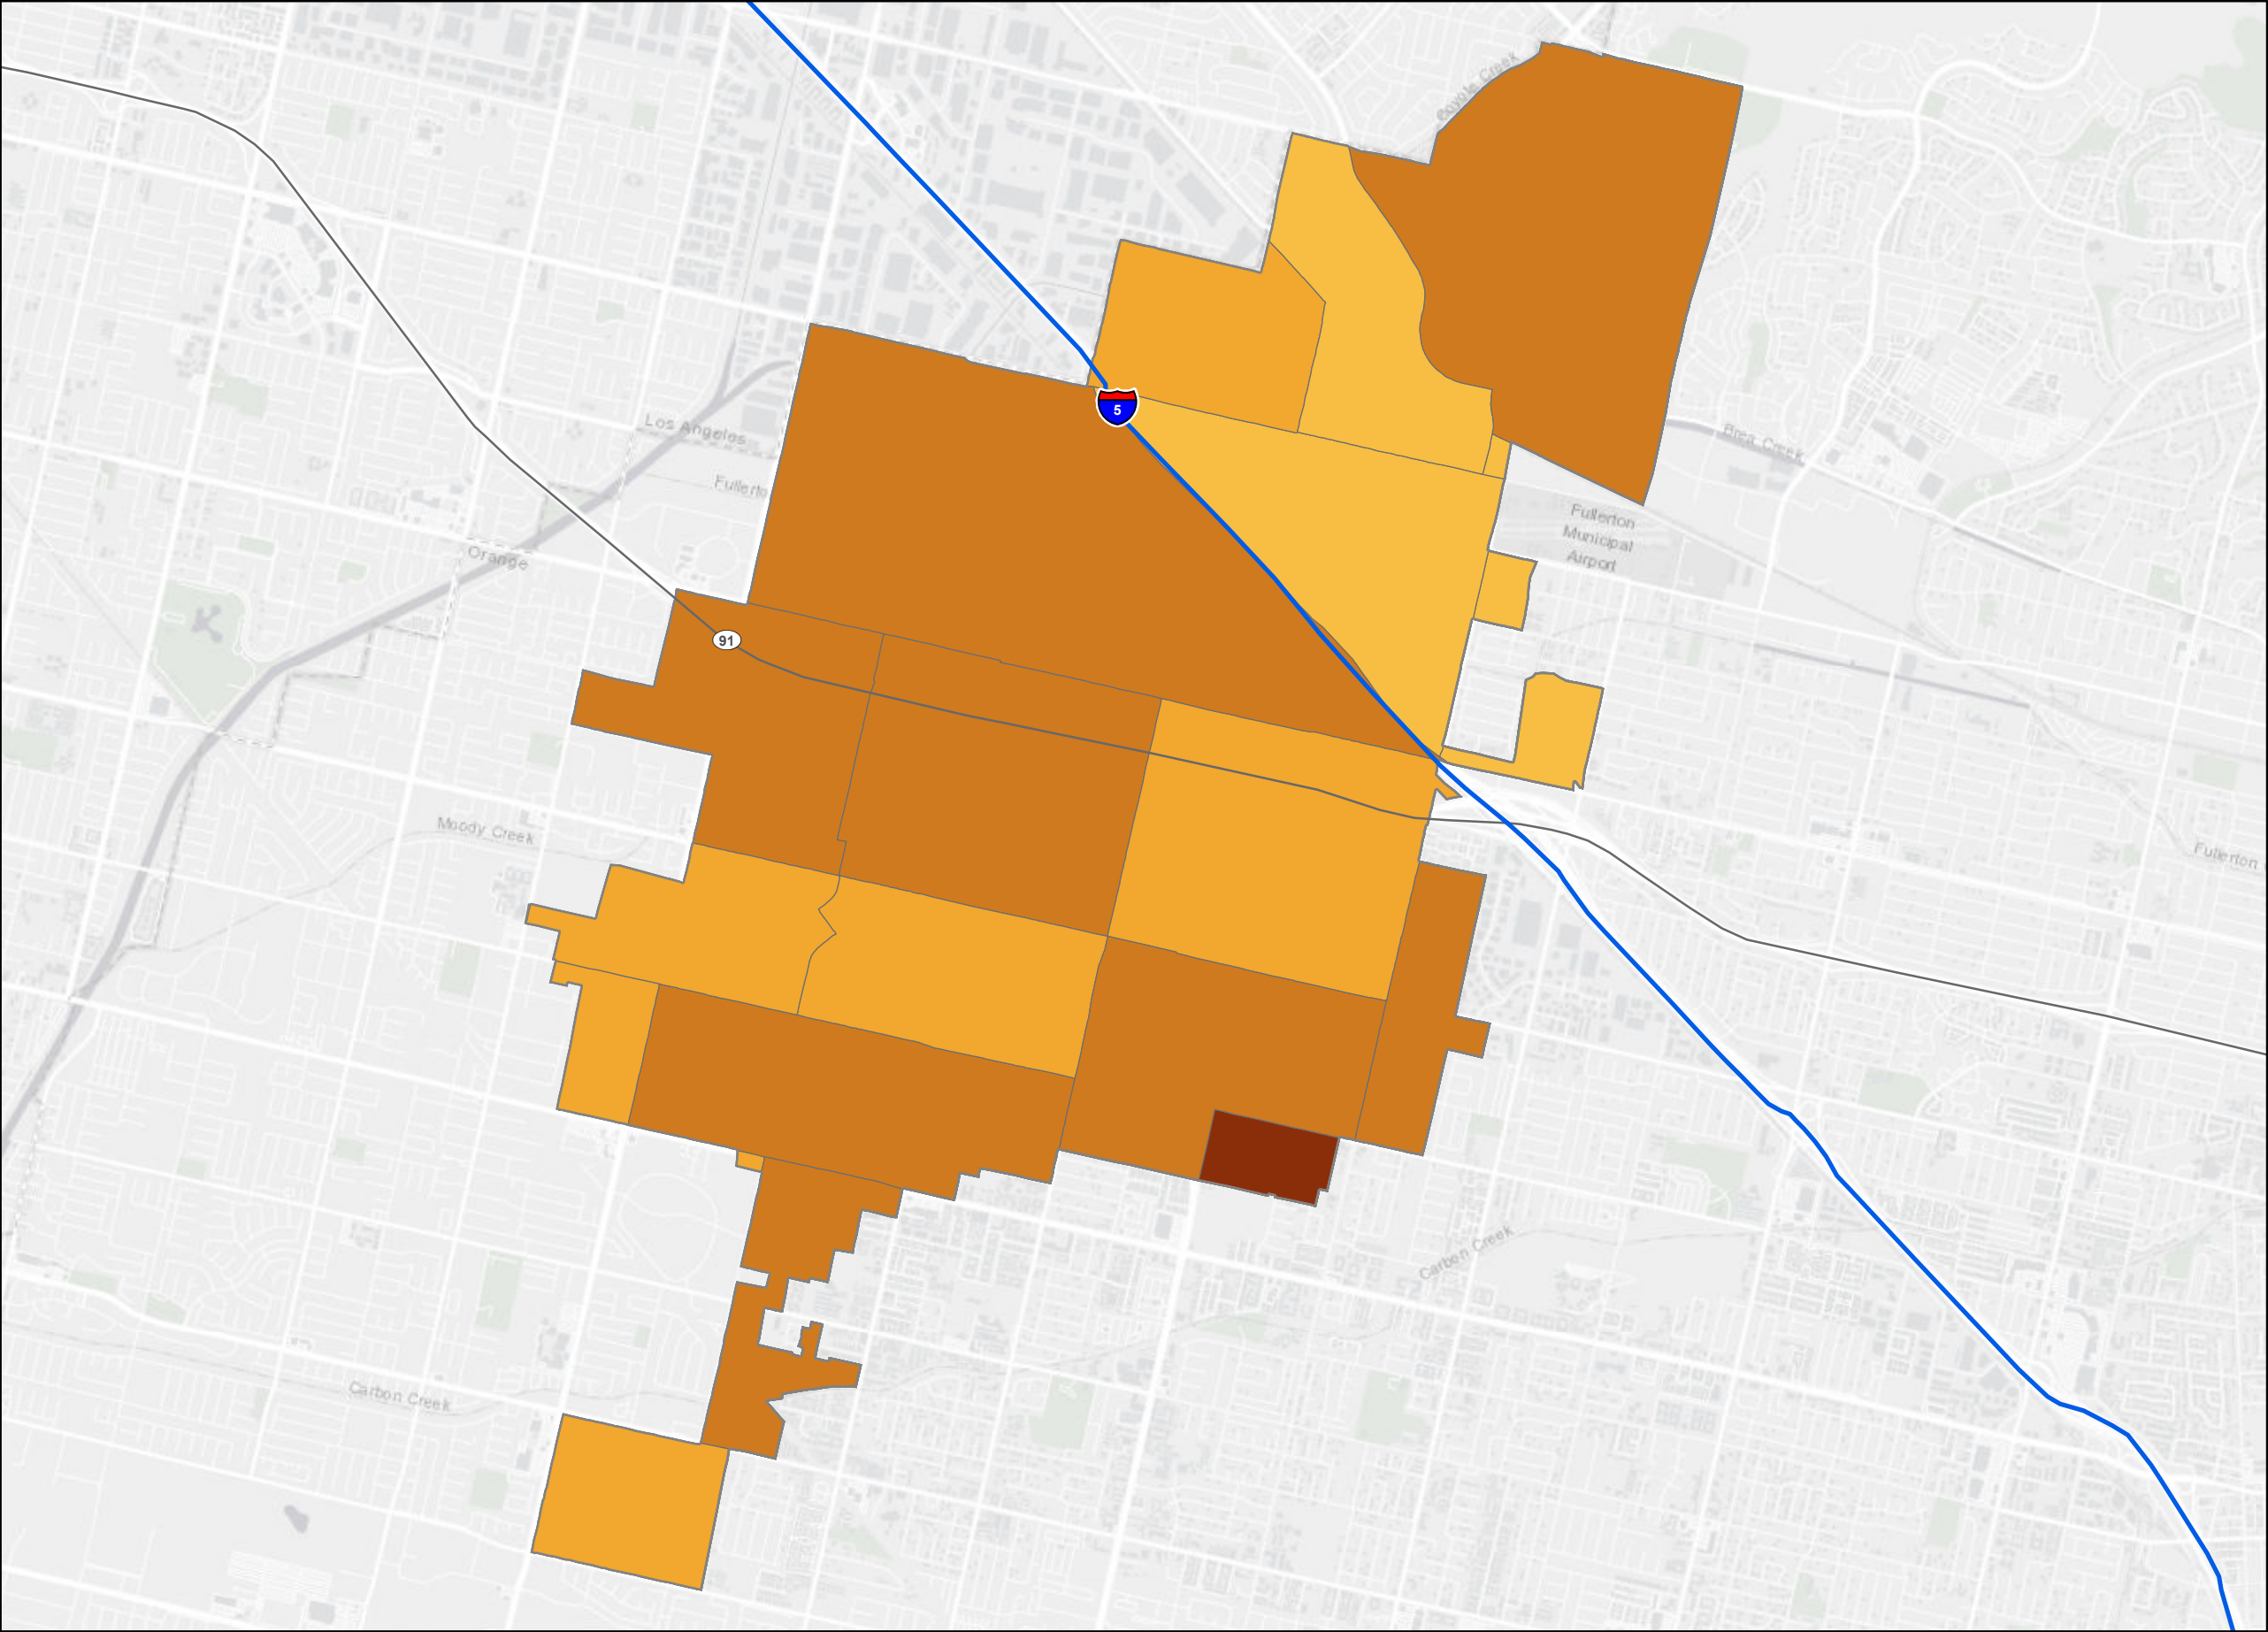 Coyote Creek
5
Los Angeles
Brea Creek
Fullerto
Fullerton
Municipal
Airport
Orange
91
Moody Creek
Fullerton
Carbon Creek
Carbon Creek